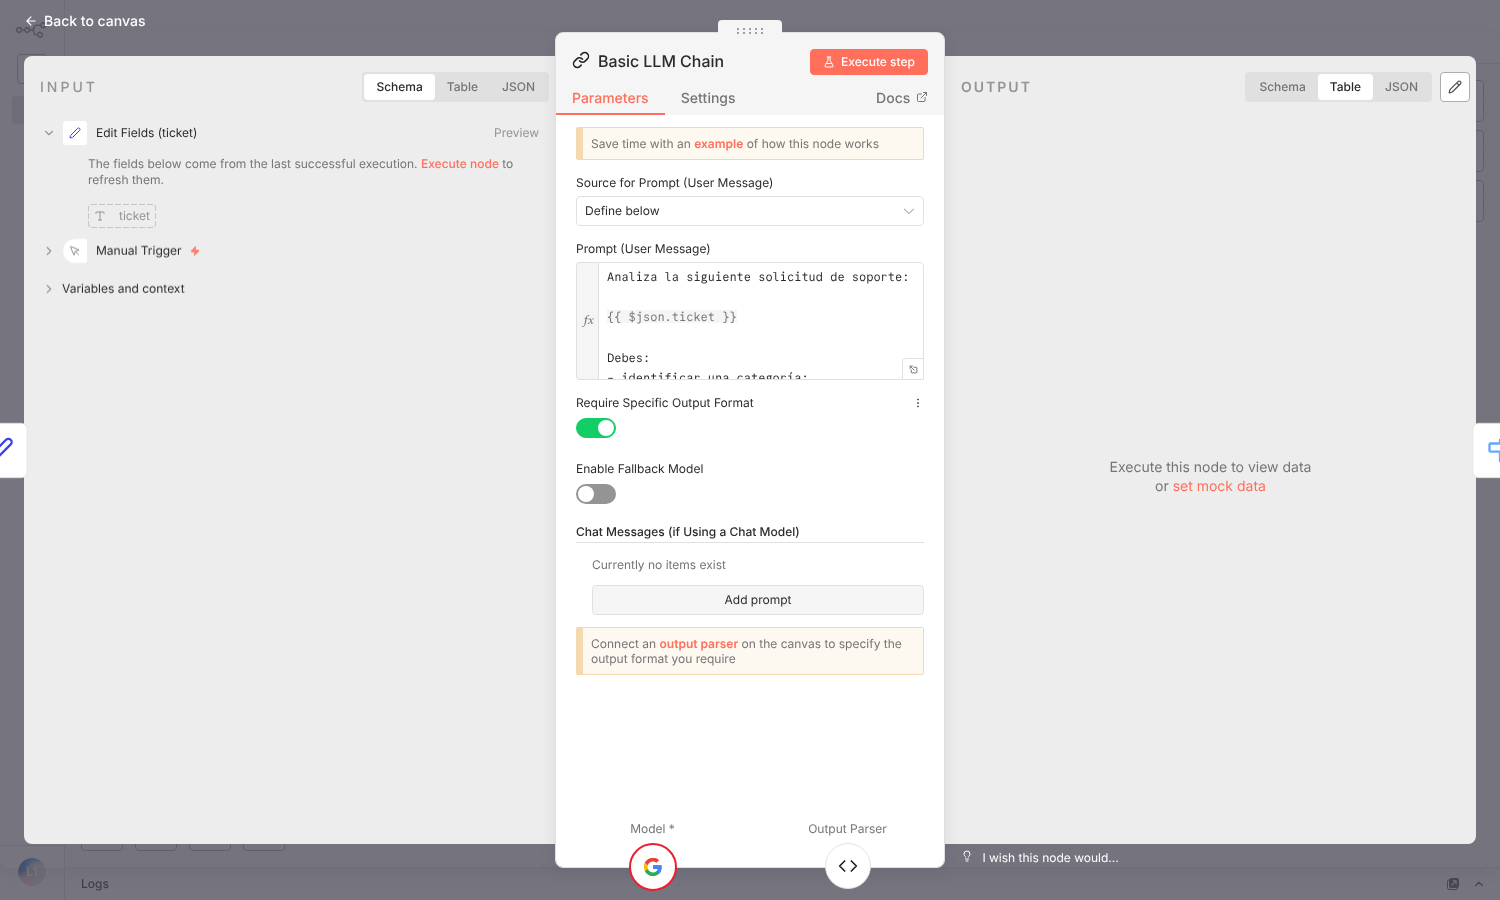 Back to canvas
INPUT
Schema
Table
JSON
Edit Fields (ticket)
Preview
The fields below come from the last successful execution. Execute node to
refresh them.
T ticket
Manual Trigger
Variables and context
Basic LLM Chain
Execute step
Parameters
Settings
Docs
Save time with an example of how this node works
Source for Prompt (User Message)
Define below
Prompt (User Message)
fx
Analiza la siguiente solicitud de soporte:
{{ $json.ticket }}
Debes:
- identificar una categoría:
Require Specific Output Format
Enable Fallback Model
Chat Messages (if Using a Chat Model)
Currently no items exist
Add prompt
Connect an output parser on the canvas to specify the
output format you require
Model *
Output Parser
OUTPUT
Schema
Table
JSON
Execute this node to view data
or set mock data
I wish this node would...
Logs